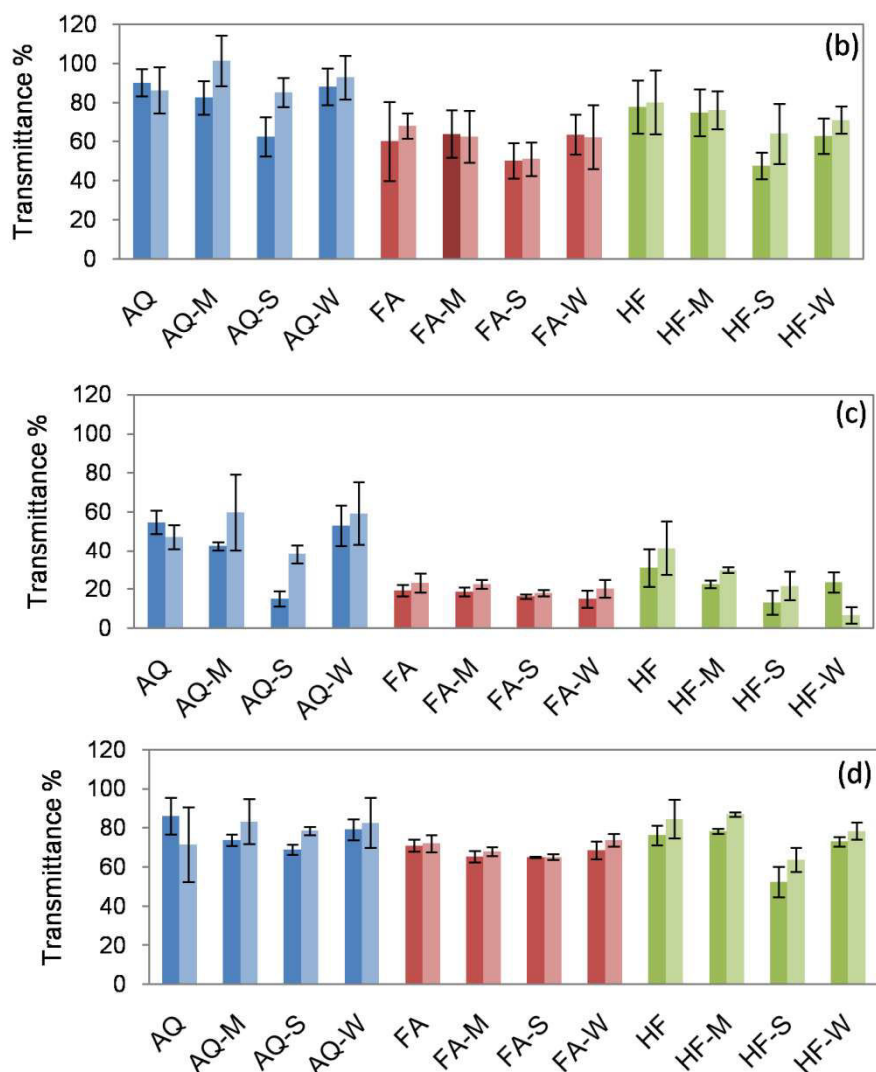 (b)
Transmittance %
120
100
80
60
40
20
0
AQ
AQ-M
AQ-S
AQ-W
FA
FA-M
FA-S
FA-W
HF
HF-M
HF-S
HF-W
(c)
Transmittance %
120
100
80
60
40
20
0
AQ
AQ-M
AQ-S
AQ-W
FA
FA-M
FA-S
FA-W
HF
HF-M
HF-S
HF-W
(d)
Transmittance %
120
100
80
60
40
20
0
AQ
AQ-M
AQ-S
AQ-W
FA
FA-M
FA-S
FA-W
HF
HF-M
HF-S
HF-W